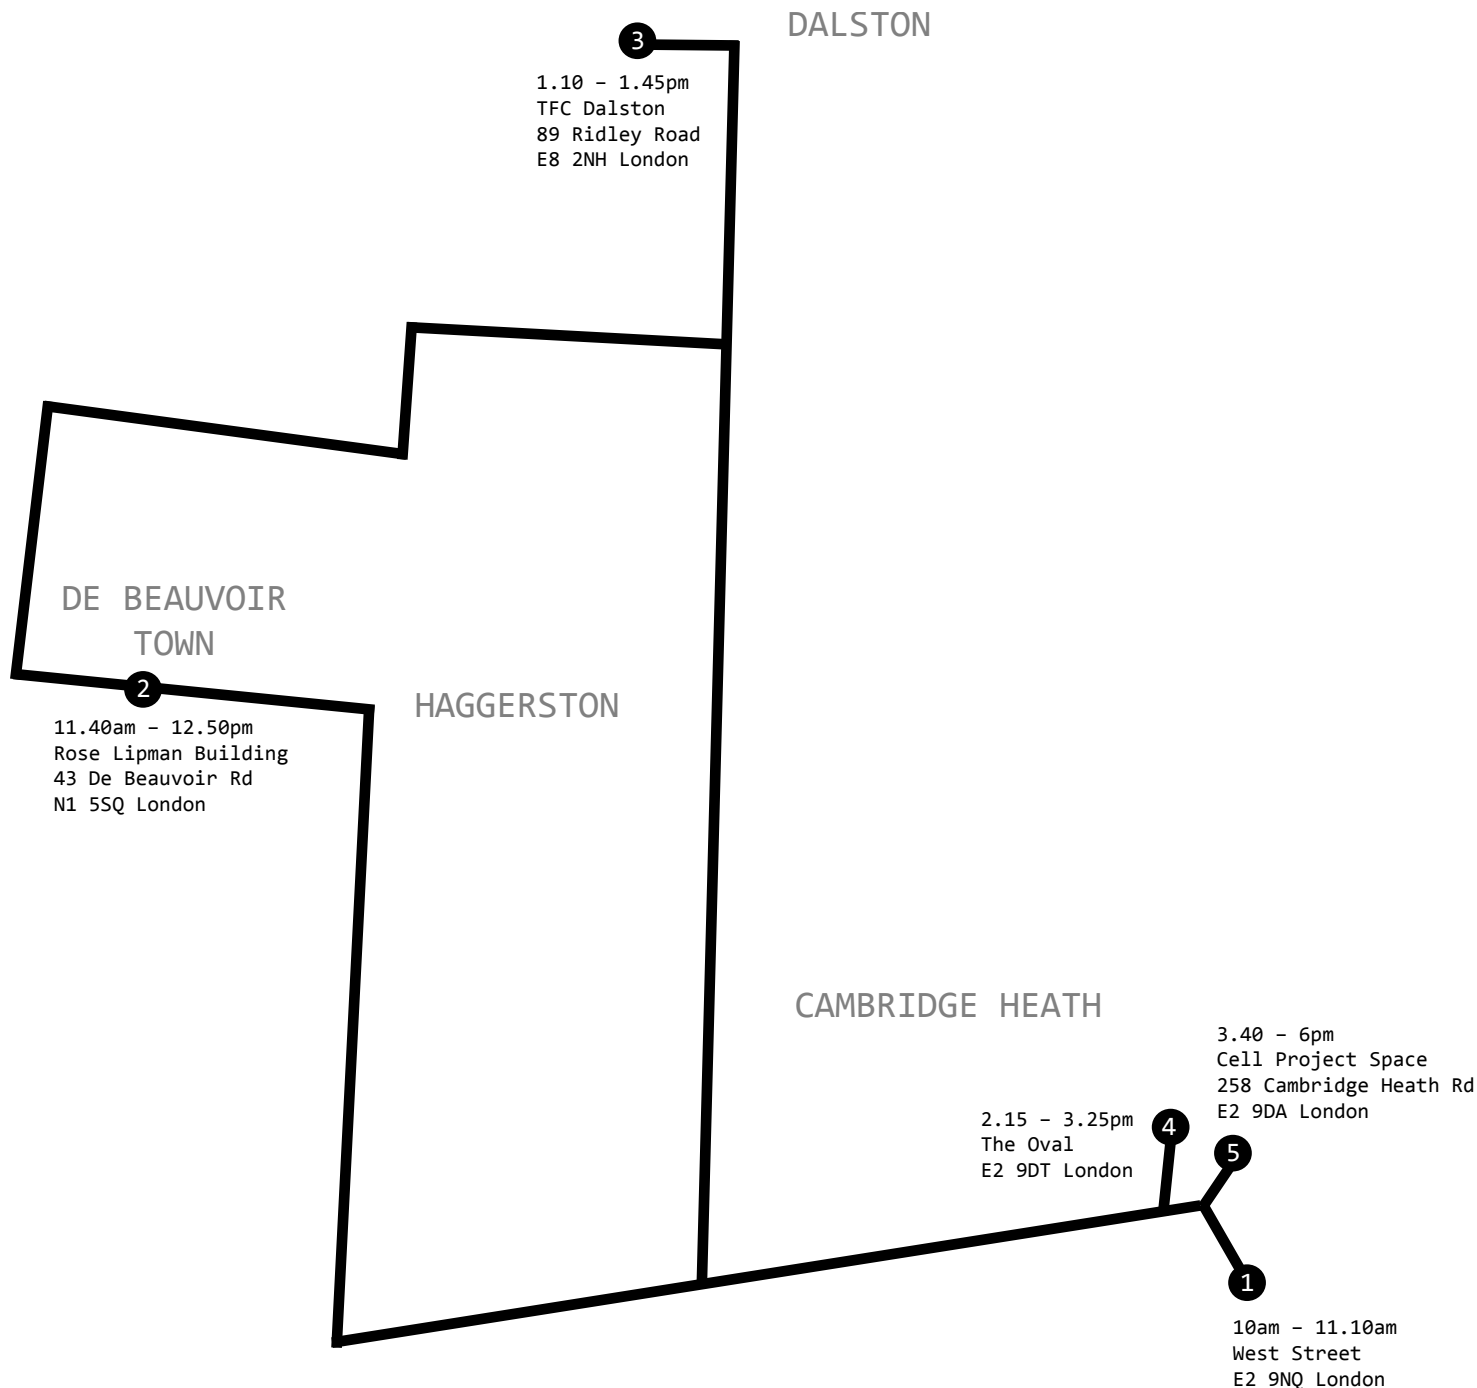 DALSTON
3
1.10 – 1.45pm
TFC Dalston
89 Ridley Road
E8 2NH London
DE BEAUVOIR
TOWN
2
11.40am – 12.50pm
Rose Lipman Building
43 De Beauvoir Rd
N1 5SQ London
HAGGERSTON
CAMBRIDGE HEATH
3.40 – 6pm
Cell Project Space
258 Cambridge Heath Rd
E2 9DA London
5
2.15 – 3.25pm
The Oval
E2 9DT London
4
1
10am – 11.10am
West Street
E2 9NQ London